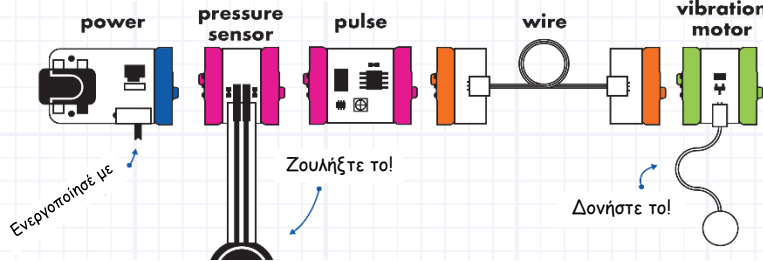 power
pressure
sensor
pulse
wire
vibration
motor
Ενεργοποίησέ με
Ζουλήξτε το!
Δονήστε το!